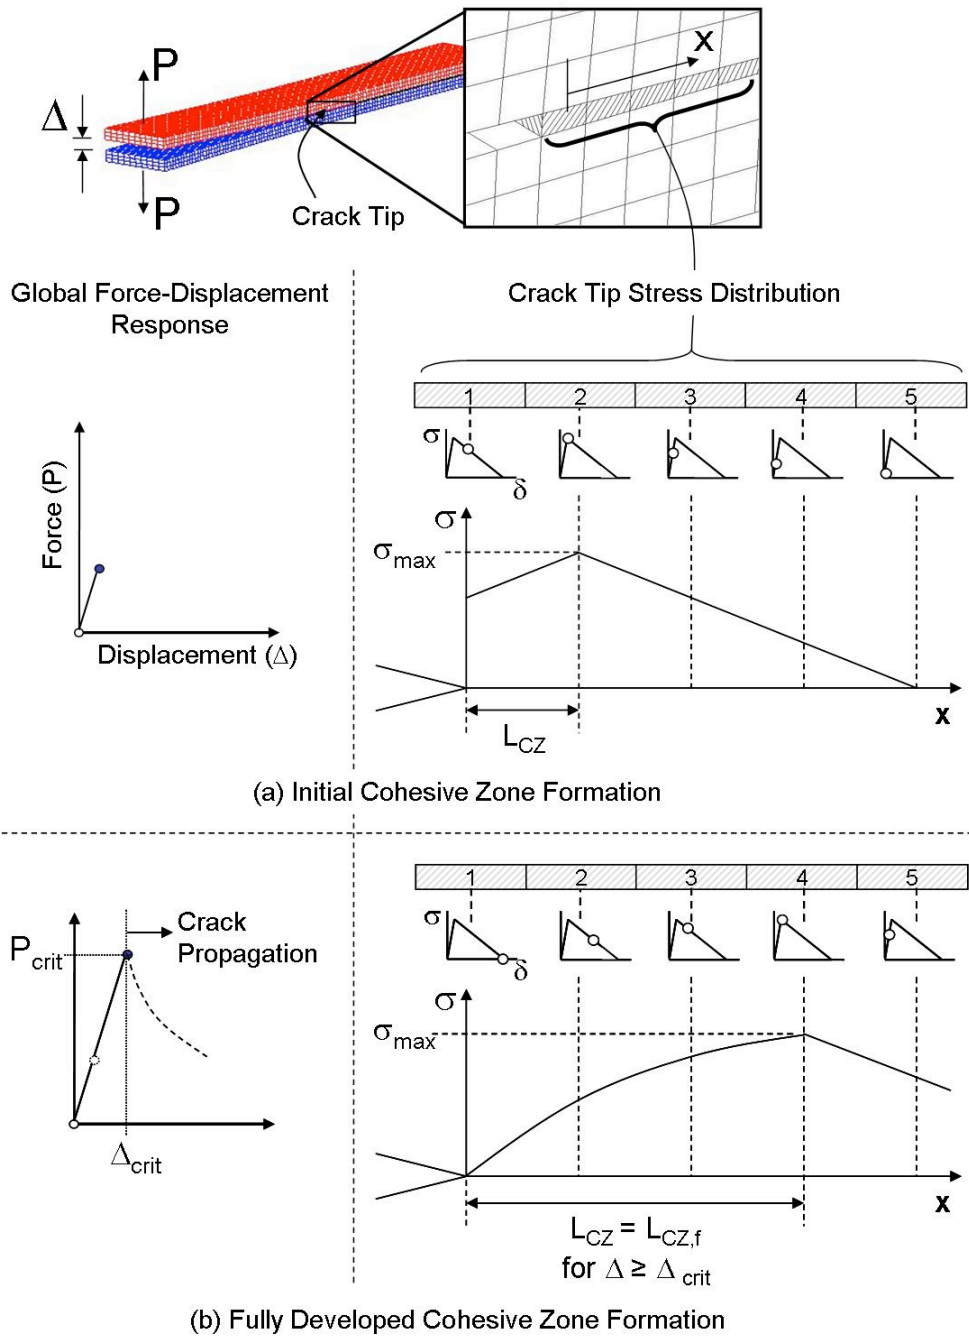 P
Δ
x
P
Crack Tip
Global Force-Displacement
Response
Crack Tip Stress Distribution
1 2 3 4 5
σ
δ
Force (P)
Displacement (Δ)
σ
σmax
x
LCZ
(a) Initial Cohesive Zone Formation
1 2 3 4 5
σ
δ
Crack
Propagation
Pcrit
Δcrit
σ
σmax
x
LCZ = LCZ,f
for Δ ≥ Δ crit
(b) Fully Developed Cohesive Zone Formation